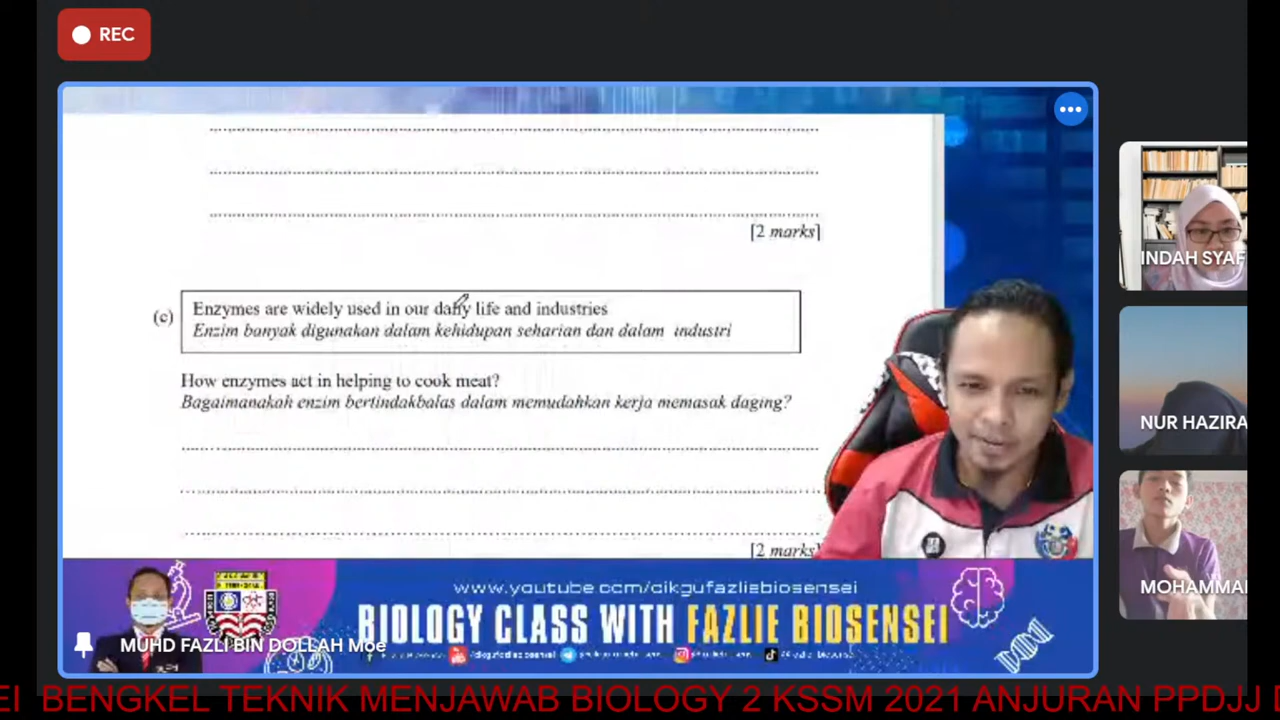 REC
[2 marks]
(c)
Enzymes are widely used in our daily life and industries
Enzim banyak digunakan dalam kehidupan seharian dan dalam industri
How enzymes act in helping to cook meat?
Bagaimanakah enzim bertindakbalas dalam memudahkan kerja memasak daging?
[2 marks]
INDAH SYAF
NUR HAZIRA
MOHAMMA
www.youtube.com/cikgufazliebiosensei
BIOLOGY CLASS WITH FAZLIE BIOSENSEI
MUHD FAZLI BIN DOLLAH Moe
EI BENGKEL TEKNIK MENJAWAB BIOLOGY 2 KSSM 2021 ANJURAN PPDJJ